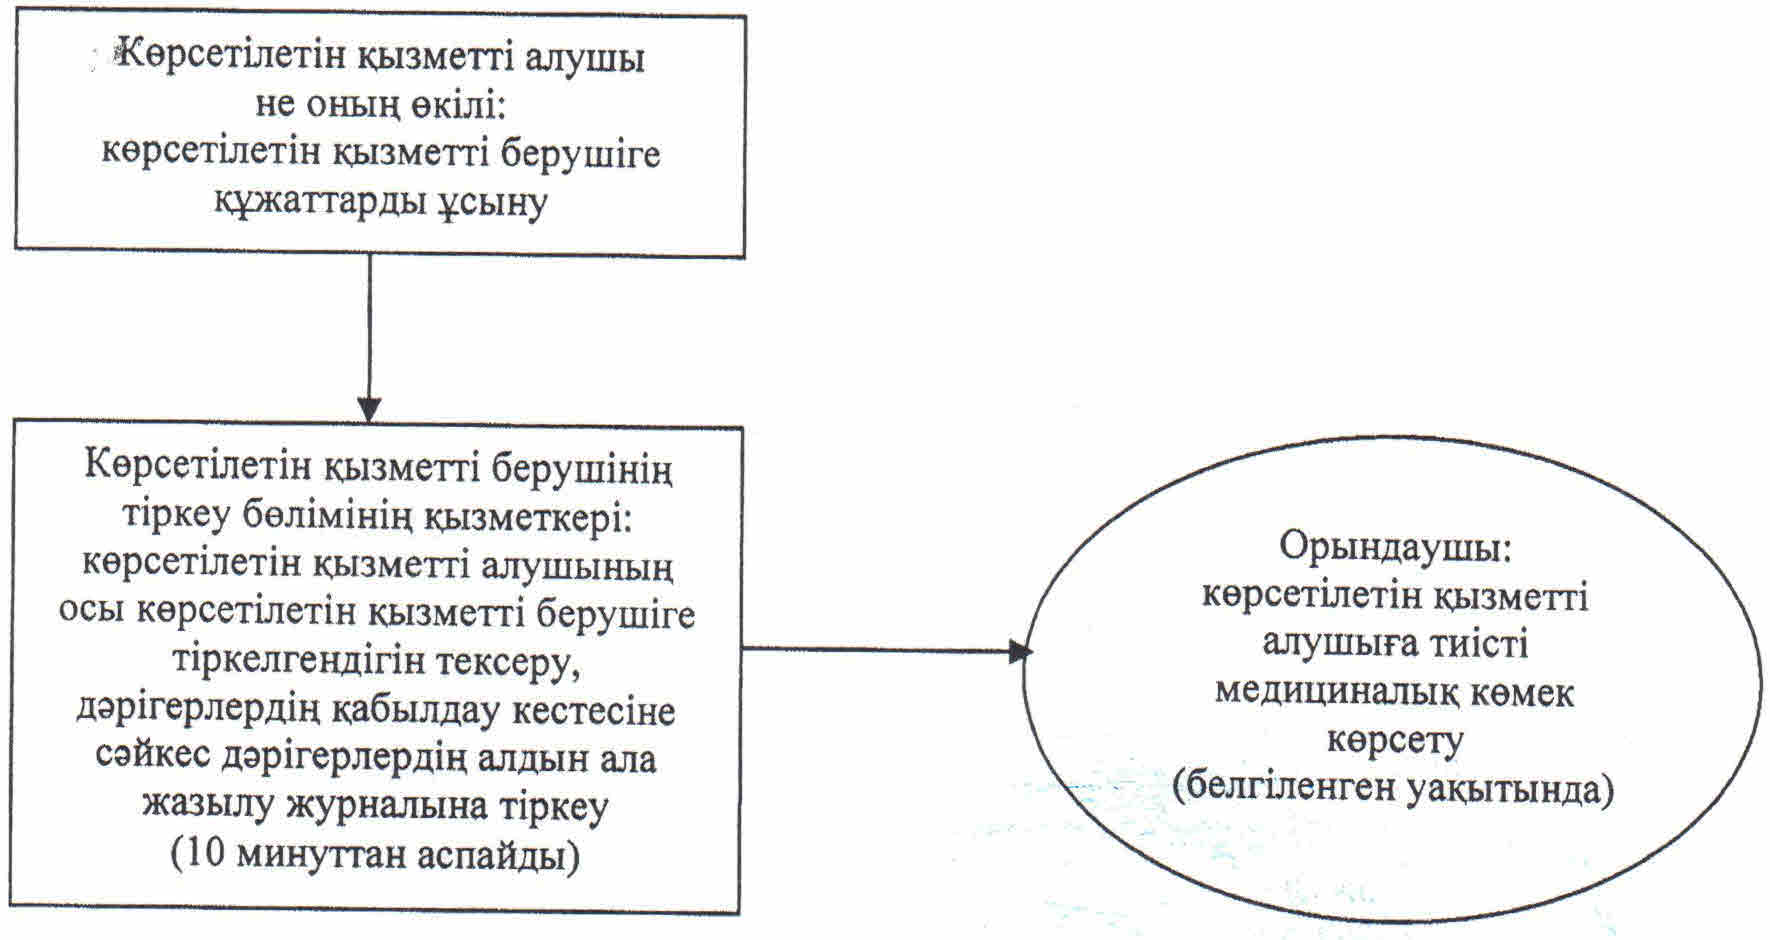 Көрсетілетін қызметті алушы
не оның өкілі:
көрсетілетін қызметті берушіге
құжаттарды ұсыну
Көрсетілетін қызметті берушінің
тіркеу бөлімінің қызметкері:
көрсетілетін қызметті алушының
осы көрсетілетін қызметті берушіге
тіркелгендігін тексеру,
дәрігерлердің қабылдау кестесіне
сәйкес дәрігерлердің алдын ала
жазылу журналына тіркеу
(10 минуттан аспайды)
Орындаушы:
көрсетілетін қызметті
алушыға тиісті
медициналық көмек
көрсету
(белгіленген уақытында)